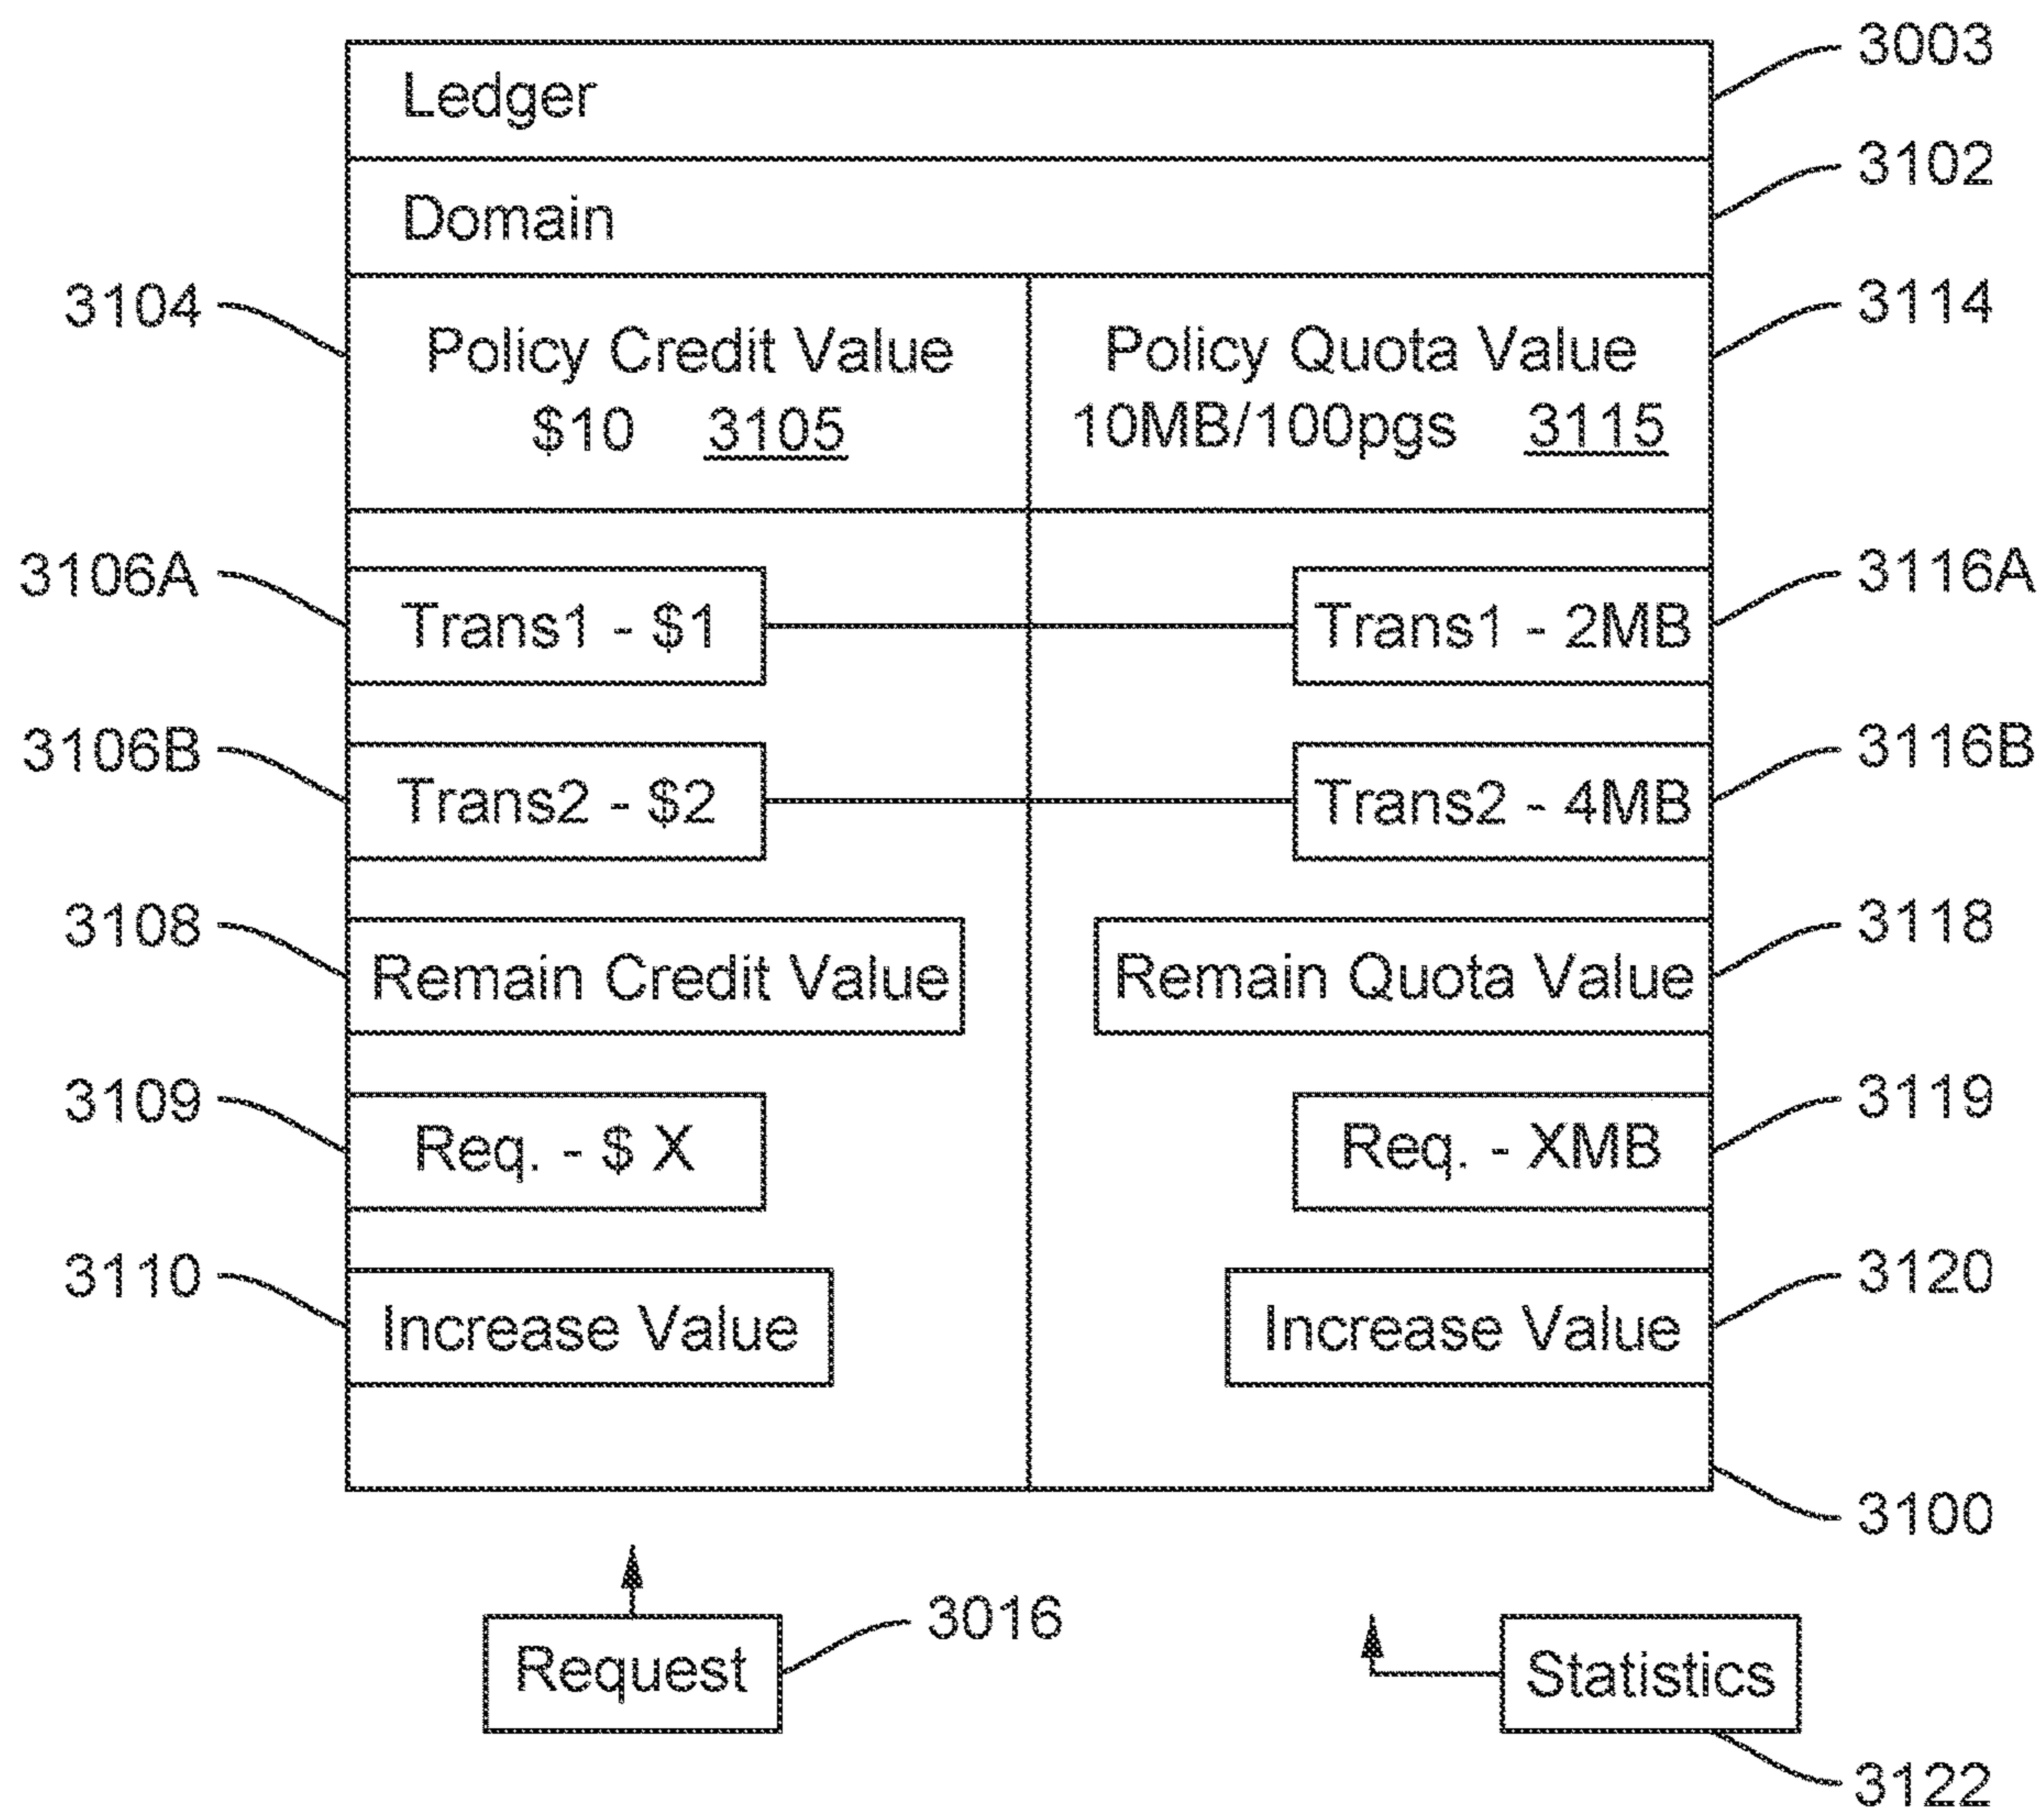 Ledger
3003
Domain
3102
3104
Policy Credit Value
$10 3105
Policy Quota Value
10MB/100pgs 3115
3114
3106A
Trans1 - $1
Trans1 - 2MB
3116A
3106B
Trans2 - $2
Trans2 - 4MB
3116B
3108
Remain Credit Value
Remain Quota Value
3118
3109
Req. - $ X
Req. - XMB
3119
3110
Increase Value
Increase Value
3120
3100
Request
3016
Statistics
3122